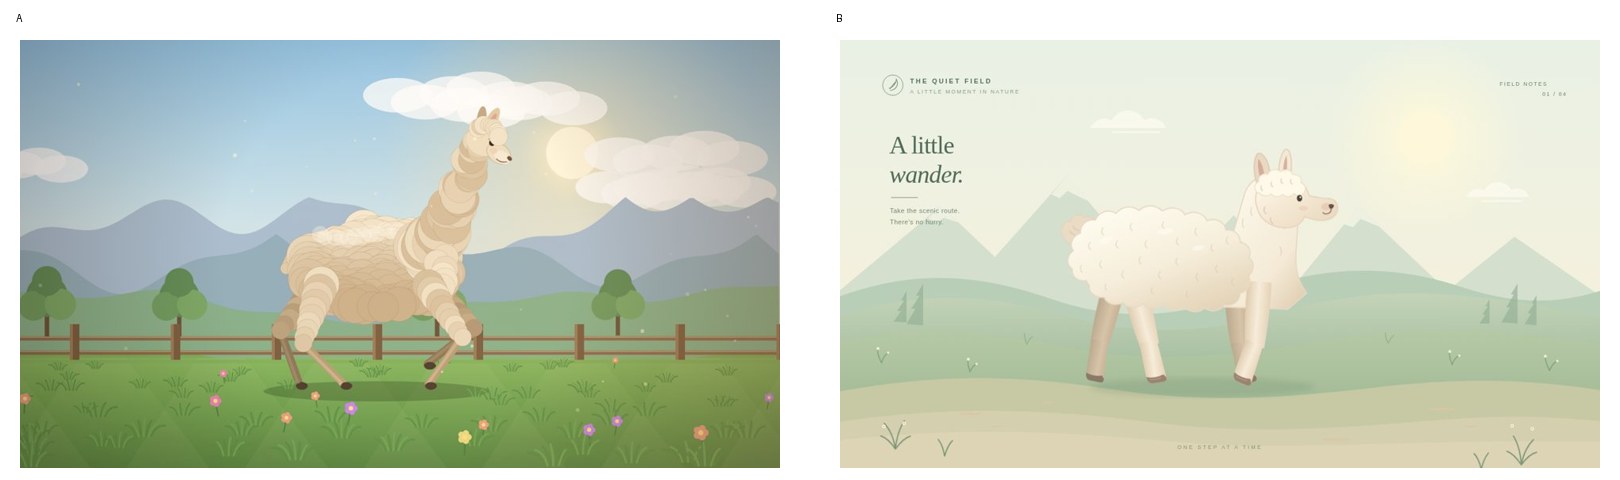 A
B
THE QUIET FIELD
A LITTLE MOMENT IN NATURE
FIELD NOTES
01 / 04
A little
wander.
Take the scenic route.
There's no hurry.
ONE STEP AT A TIME